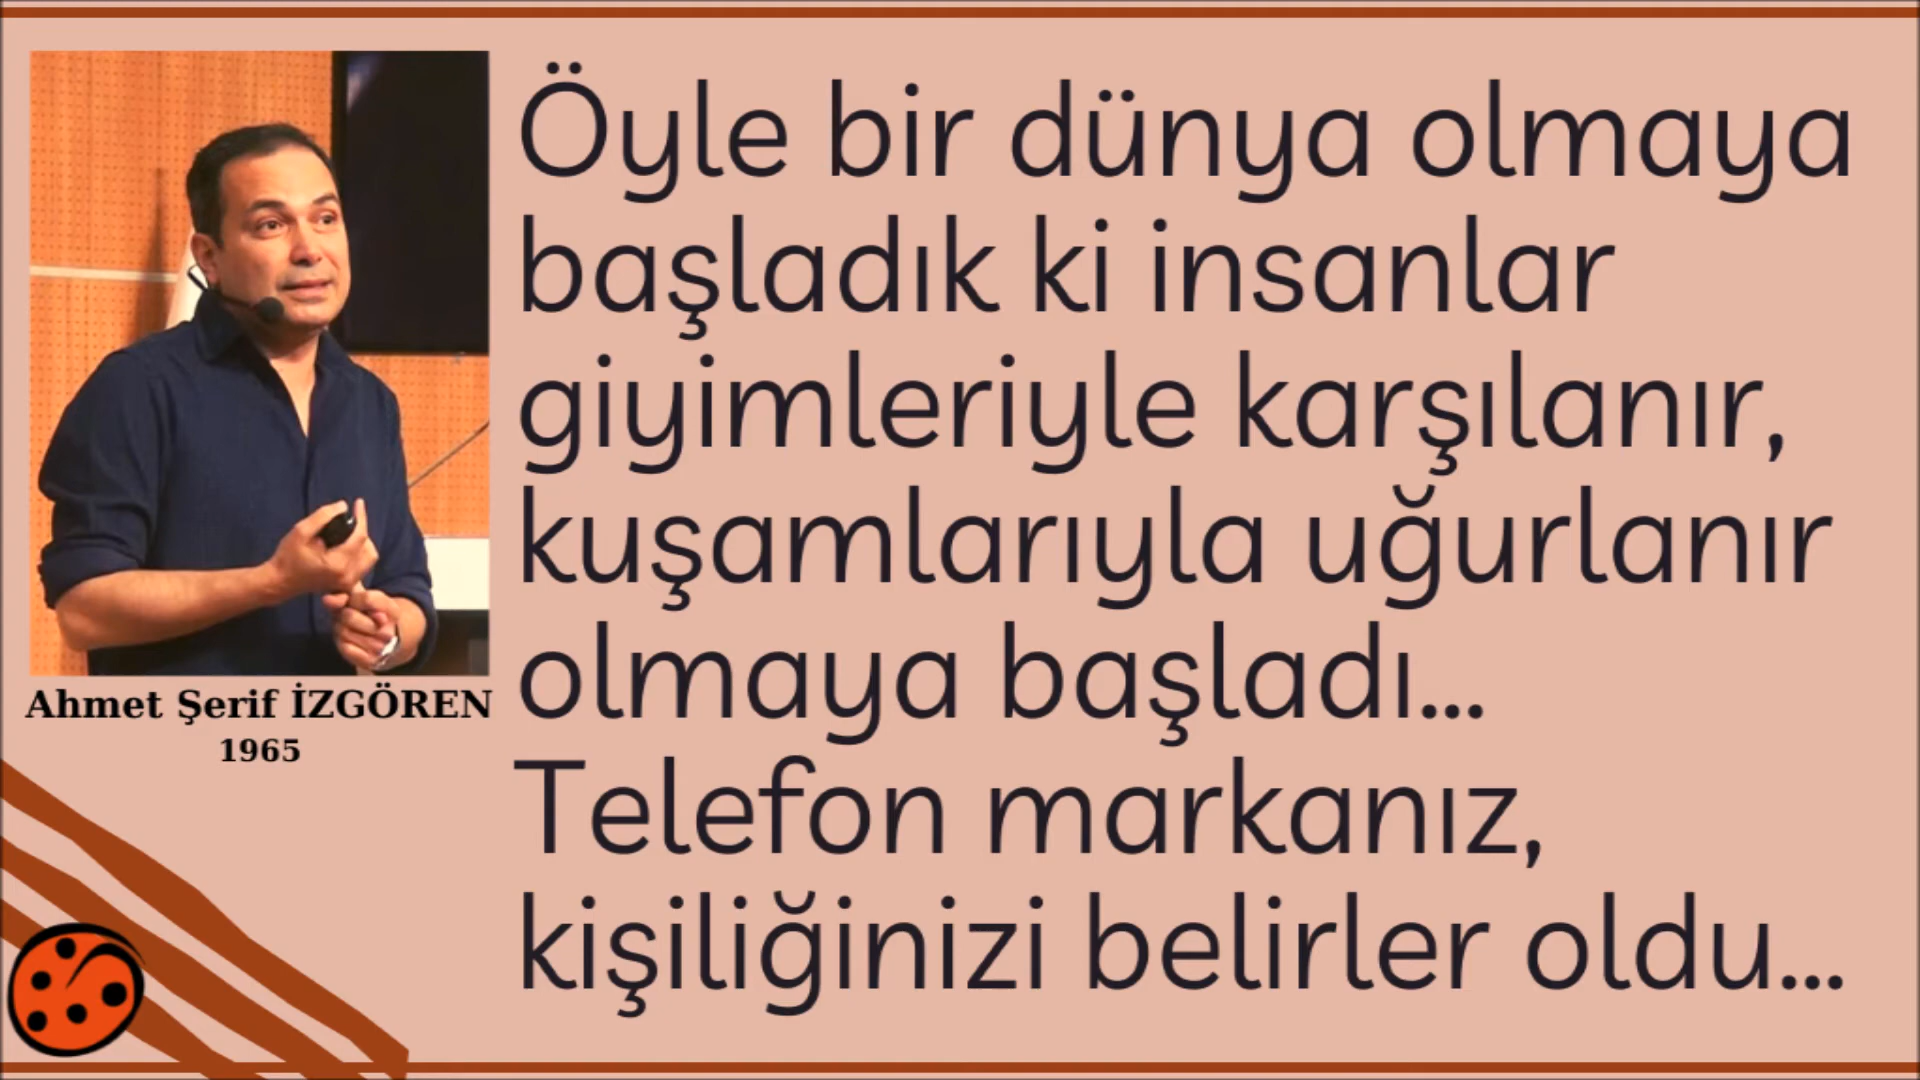 Öyle bir dünya olmaya
başladık ki insanlar
giyimleriyle karşılanır,
kuşamlarıyla uğurlanır
olmaya başladı...
Telefon markanız,
kişiliğinizi belirler oldu...
Ahmet Şerif İZGÖREN
1965